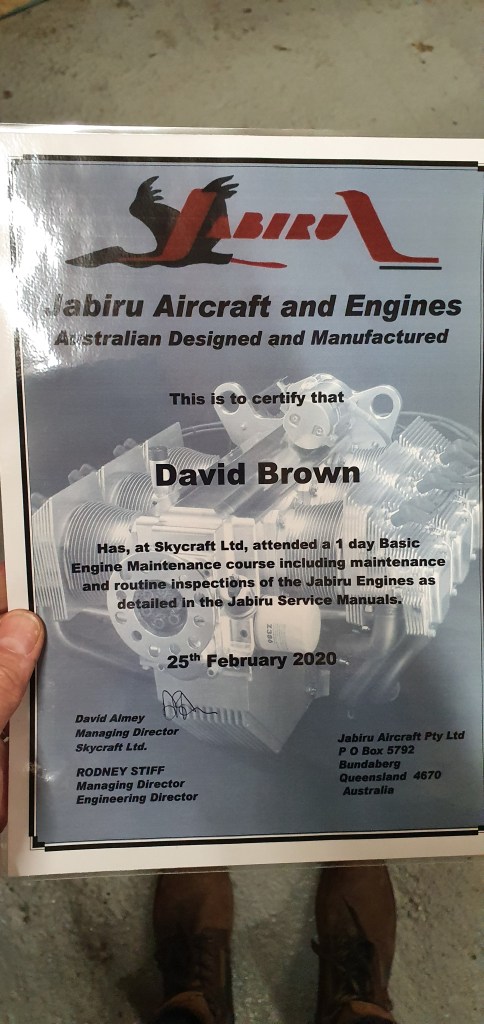 JABIRU
Jabiru Aircraft and Engines
Australian Designed and Manufactured
This is to certify that
David Brown
Has, at Skycraft Ltd, attended a 1 day Basic
Engine Maintenance course including maintenance
and routine inspections of the Jabiru Engines as
detailed in the Jabiru Service Manuals.
25th February 2020
David Almey
Managing Director
Skycraft Ltd.
RODNEY STIFF
Managing Director
Engineering Director
Jabiru Aircraft Pty Ltd
P O Box 5792
Bundaberg
Queensland 4670
Australia